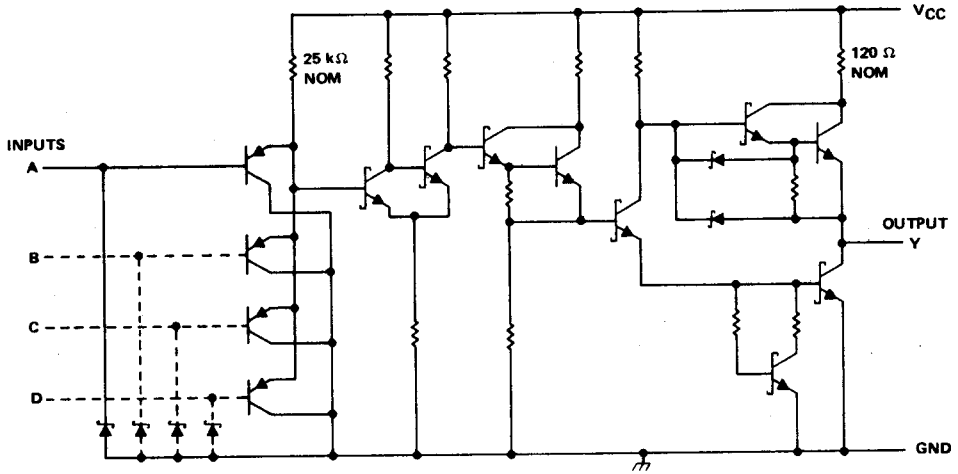 VCC
25 kΩ
NOM
120 Ω
NOM
INPUTS
A
B
C
D
OUTPUT
Y
GND